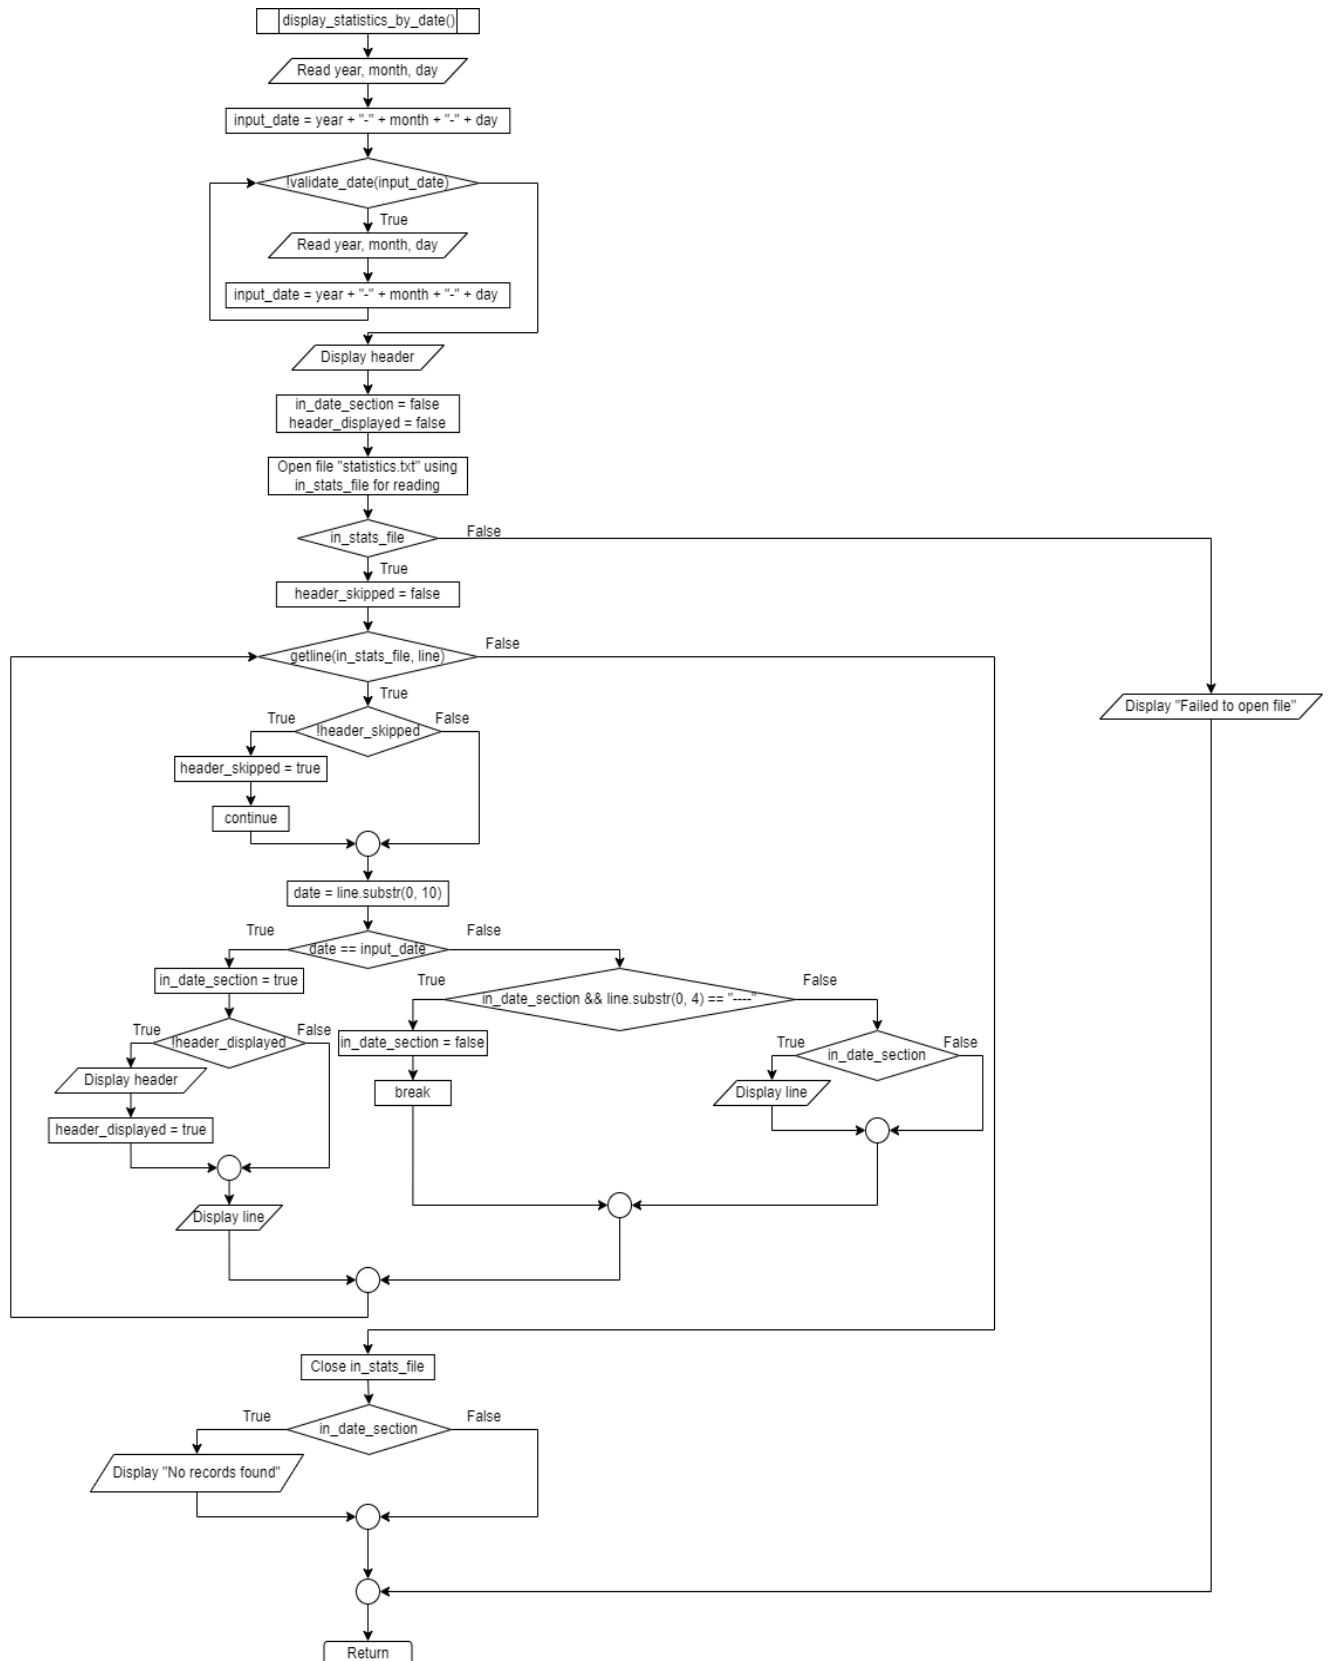 display_statistics_by_date()
Read year, month, day
input_date = year + "-" + month + "-" + day
!validate_date(input_date)
True
Read year, month, day
input_date = year + "-" + month + "-" + day
Display header
in_date_section = false
header_displayed = false
Open file "statistics.txt" using
in_stats_file for reading
in_stats_file
False
True
header_skipped = false
getline(in_stats_file, line)
False
True
True
!header_skipped
False
header_skipped = true
continue
Display "Failed to open file"
date = line.substr(0, 10)
True
date == input_date
False
in_date_section = true
True
in_date_section && line.substr(0, 4) == "----"
False
True
!header_displayed
False
in_date_section = false
True
in_date_section
False
Display header
break
Display line
header_displayed = true
Display line
Close in_stats_file
True
in_date_section
False
Display "No records found"
Return